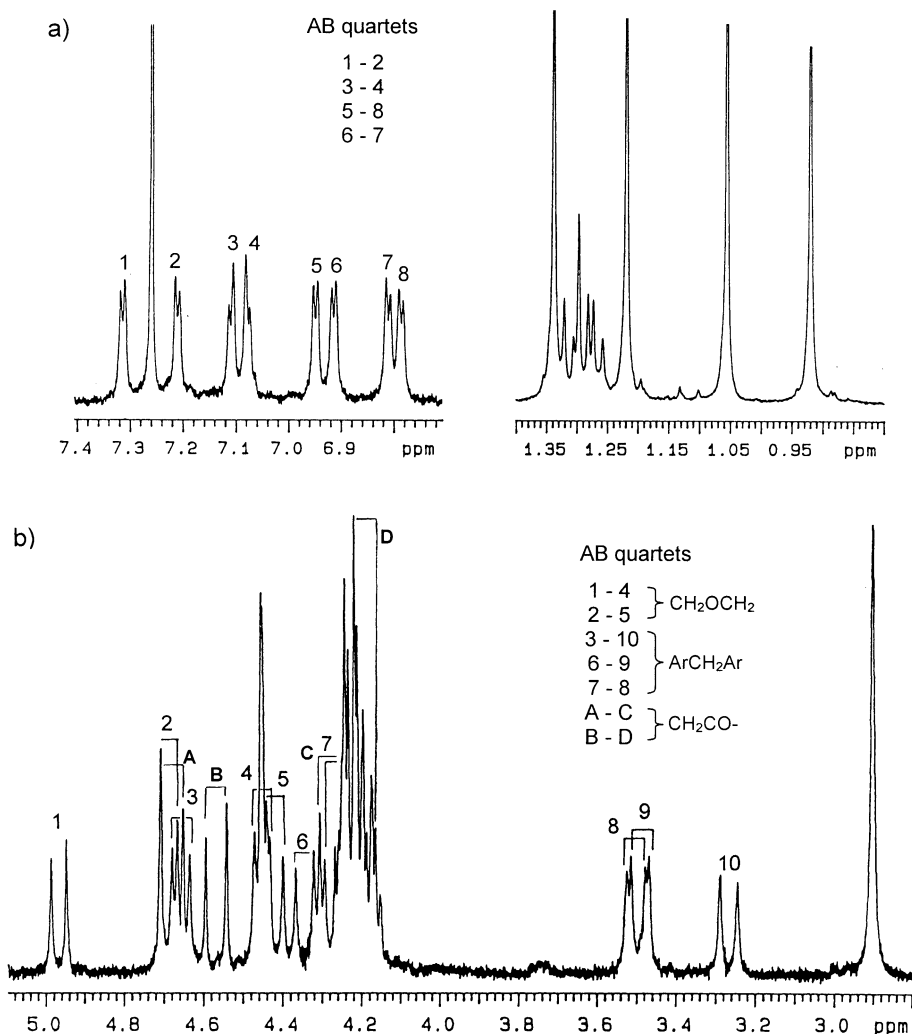 a)
AB quartets
1 - 2
3 - 4
5 - 8
6 - 7
1
2
3
4
5
6
7
8
7.4 7.3 7.2 7.1 7.0 6.9 ppm
1.35 1.25 1.15 1.05 0.95 ppm
b)
AB quartets
1 - 4
2 - 5
CH₂OCH₂
3 - 10
6 - 9
7 - 8
ArCH₂Ar
A - C
B - D
CH₂CO-
1
2
A
3
B
4
5
6
C
7
D
8
9
10
5.0 4.8 4.6 4.4 4.2 4.0 3.8 3.6 3.4 3.2 3.0 ppm